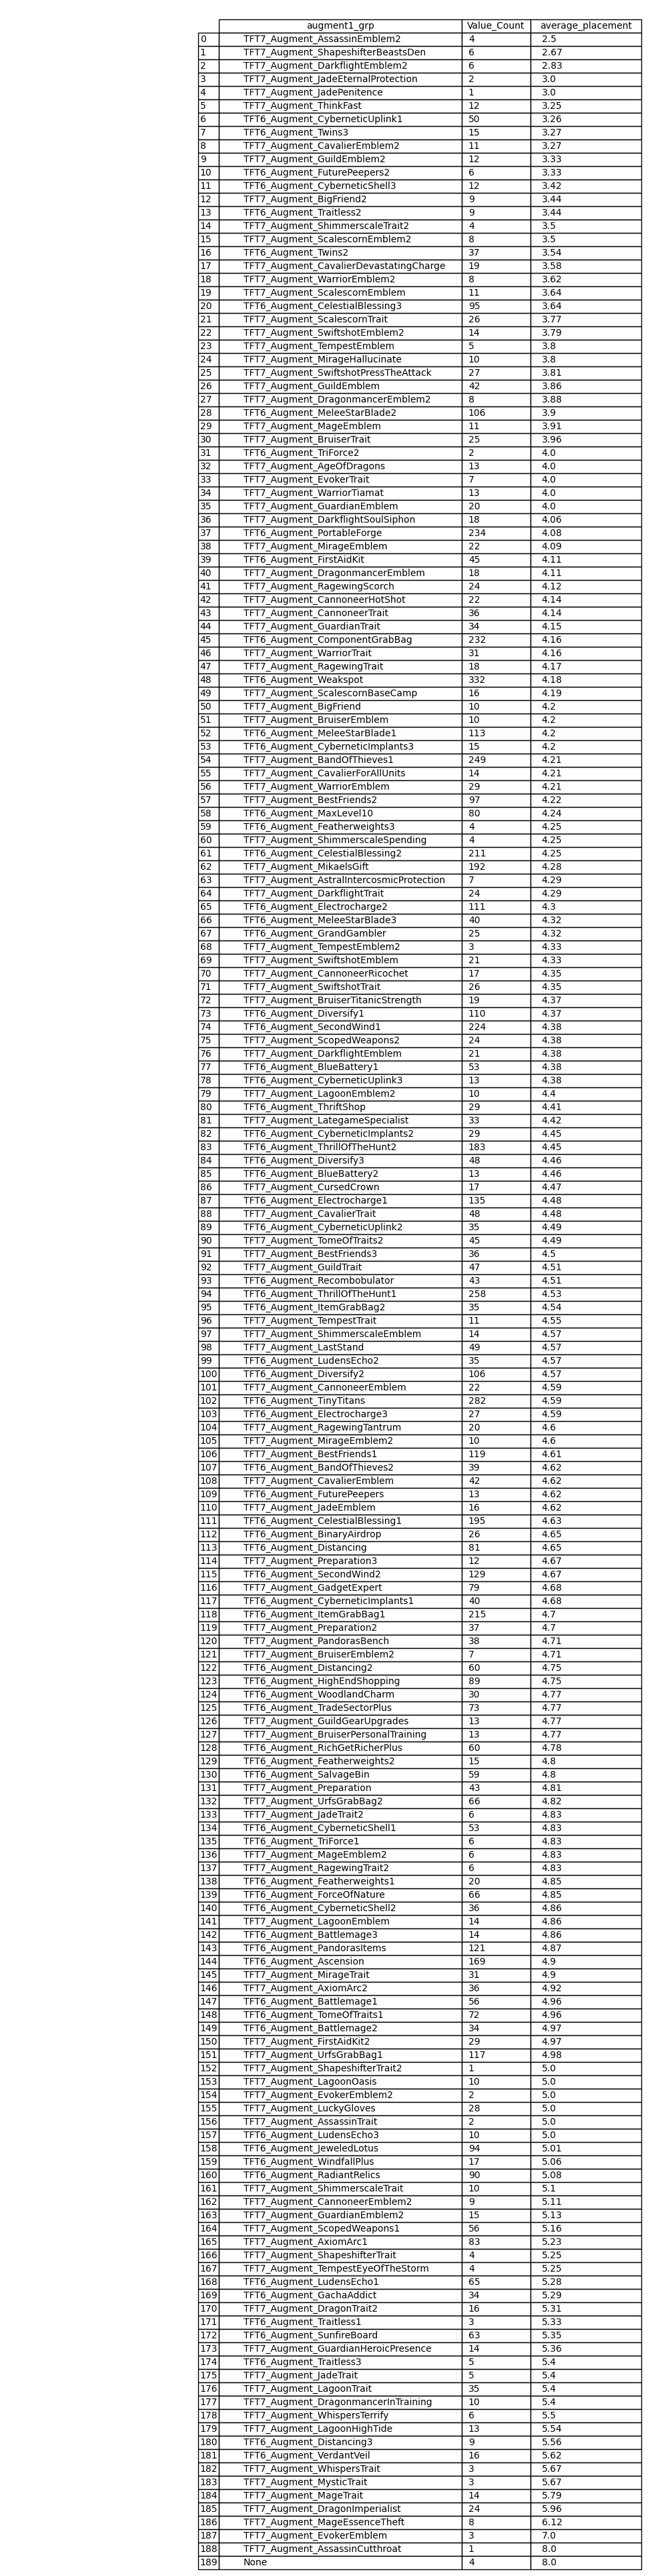 augment1_grp Value_Count average_placement
0 TFT7_Augment_AssassinEmblem2 4 2.5
1 TFT7_Augment_ShapeshifterBeastsDen 6 2.67
2 TFT7_Augment_DarkflightEmblem2 6 2.83
3 TFT7_Augment_JadeEternalProtection 2 3.0
4 TFT7_Augment_JadePenitence 1 3.0
5 TFT7_Augment_ThinkFast 12 3.25
6 TFT6_Augment_CyberneticUplink1 50 3.26
7 TFT6_Augment_Twins3 15 3.27
8 TFT7_Augment_CavalierEmblem2 11 3.27
9 TFT7_Augment_GuildEmblem2 12 3.33
10 TFT6_Augment_FuturePeepers2 6 3.33
11 TFT6_Augment_CyberneticShell3 12 3.42
12 TFT7_Augment_BigFriend2 9 3.44
13 TFT6_Augment_Traitless2 9 3.44
14 TFT7_Augment_ShimmerscaleTrait2 4 3.5
15 TFT7_Augment_ScalescornEmblem2 8 3.5
16 TFT6_Augment_Twins2 37 3.54
17 TFT7_Augment_CavalierDevastatingCharge 19 3.58
18 TFT7_Augment_WarriorEmblem2 8 3.62
19 TFT7_Augment_ScalescornEmblem 11 3.64
20 TFT6_Augment_CelestialBlessing3 95 3.64
21 TFT7_Augment_ScalescornTrait 26 3.77
22 TFT7_Augment_SwiftshotEmblem2 14 3.79
23 TFT7_Augment_TempestEmblem 5 3.8
24 TFT7_Augment_MirageHallucinate 10 3.8
25 TFT7_Augment_SwiftshotPressTheAttack 27 3.81
26 TFT7_Augment_GuildEmblem 42 3.86
27 TFT7_Augment_DragonmancerEmblem2 8 3.88
28 TFT6_Augment_MeleeStarBlade2 106 3.9
29 TFT7_Augment_MageEmblem 11 3.91
30 TFT7_Augment_BruiserTrait 25 3.96
31 TFT6_Augment_TriForce2 2 4.0
32 TFT7_Augment_AgeOfDragons 13 4.0
33 TFT7_Augment_EvokerTrait 7 4.0
34 TFT7_Augment_WarriorTiamat 13 4.0
35 TFT7_Augment_GuardianEmblem 20 4.0
36 TFT7_Augment_DarkflightSoulSiphon 18 4.06
37 TFT6_Augment_PortableForge 234 4.08
38 TFT7_Augment_MirageEmblem 22 4.09
39 TFT6_Augment_FirstAidKit 45 4.11
40 TFT7_Augment_DragonmancerEmblem 18 4.11
41 TFT7_Augment_RagewingScorch 24 4.12
42 TFT7_Augment_CannoneerHotShot 22 4.14
43 TFT7_Augment_CannoneerTrait 36 4.14
44 TFT7_Augment_GuardianTrait 34 4.15
45 TFT6_Augment_ComponentGrabBag 232 4.16
46 TFT7_Augment_WarriorTrait 31 4.16
47 TFT7_Augment_RagewingTrait 18 4.17
48 TFT6_Augment_Weakspot 332 4.18
49 TFT7_Augment_ScalescornBaseCamp 16 4.19
50 TFT7_Augment_BigFriend 10 4.2
51 TFT7_Augment_BruiserEmblem 10 4.2
52 TFT6_Augment_MeleeStarBlade1 113 4.2
53 TFT6_Augment_CyberneticImplants3 15 4.2
54 TFT7_Augment_BandOfThieves1 249 4.21
55 TFT7_Augment_CavalierForAllUnits 14 4.21
56 TFT7_Augment_WarriorEmblem 29 4.21
57 TFT7_Augment_BestFriends2 97 4.22
58 TFT7_Augment_MaxLevel10 80 4.24
59 TFT6_Augment_Featherweights3 4 4.25
60 TFT7_Augment_ShimmerscaleSpending 4 4.25
61 TFT6_Augment_CelestialBlessing2 211 4.25
62 TFT7_Augment_MikaelsGift 192 4.28
63 TFT7_Augment_AstralIntercosmicProtection 7 4.29
64 TFT7_Augment_DarkflightTrait 24 4.29
65 TFT6_Augment_Electrocharge2 111 4.3
66 TFT6_Augment_MeleeStarBlade3 40 4.32
67 TFT6_Augment_GrandGambler 25 4.32
68 TFT7_Augment_TempestEmblem2 3 4.33
69 TFT7_Augment_SwiftshotEmblem 21 4.33
70 TFT7_Augment_CannoneerRicochet 17 4.35
71 TFT7_Augment_SwiftshotTrait 26 4.35
72 TFT7_Augment_BruiserTitanicStrength 19 4.37
73 TFT6_Augment_Diversify1 110 4.37
74 TFT6_Augment_SecondWind1 224 4.38
75 TFT7_Augment_ScopedWeapons2 24 4.38
76 TFT7_Augment_DarkflightEmblem 21 4.38
77 TFT6_Augment_BlueBattery1 53 4.38
78 TFT6_Augment_CyberneticUplink3 13 4.38
79 TFT7_Augment_LagoonEmblem2 10 4.4
80 TFT6_Augment_ThriftShop 29 4.41
81 TFT7_Augment_LategameSpecialist 33 4.42
82 TFT6_Augment_CyberneticImplants2 29 4.45
83 TFT6_Augment_ThrillOfTheHunt2 183 4.45
84 TFT6_Augment_Diversify3 48 4.46
85 TFT6_Augment_BlueBattery2 13 4.46
86 TFT7_Augment_CursedCrown 17 4.47
87 TFT6_Augment_Electrocharge1 135 4.48
88 TFT7_Augment_CavalierTrait 48 4.48
89 TFT6_Augment_CyberneticUplink2 35 4.49
90 TFT7_Augment_TomeOfTraits2 45 4.49
91 TFT7_Augment_BestFriends3 36 4.5
92 TFT7_Augment_GuildTrait 47 4.51
93 TFT6_Augment_Recombobulator 43 4.51
94 TFT6_Augment_ThrillOfTheHunt1 258 4.53
95 TFT6_Augment_ItemGrabBag2 35 4.54
96 TFT7_Augment_TempestTrait 11 4.55
97 TFT7_Augment_ShimmerscaleEmblem 14 4.57
98 TFT7_Augment_LastStand 49 4.57
99 TFT6_Augment_LudensEcho2 35 4.57
100 TFT6_Augment_Diversify2 106 4.57
101 TFT7_Augment_CannoneerEmblem 22 4.59
102 TFT6_Augment_TinyTitans 282 4.59
103 TFT6_Augment_Electrocharge3 27 4.59
104 TFT7_Augment_RagewingTantrum 20 4.6
105 TFT7_Augment_MirageEmblem2 10 4.6
106 TFT7_Augment_BestFriends1 119 4.61
107 TFT6_Augment_BandOfThieves2 39 4.62
108 TFT7_Augment_CavalierEmblem 42 4.62
109 TFT6_Augment_FuturePeepers 13 4.62
110 TFT7_Augment_JadeEmblem 16 4.62
111 TFT6_Augment_CelestialBlessing1 195 4.63
112 TFT6_Augment_BinaryAirdrop 26 4.65
113 TFT6_Augment_Distancing 81 4.65
114 TFT7_Augment_Preparation3 12 4.67
115 TFT6_Augment_SecondWind2 129 4.67
116 TFT7_Augment_GadgetExpert 79 4.68
117 TFT6_Augment_CyberneticImplants1 40 4.68
118 TFT6_Augment_ItemGrabBag1 215 4.7
119 TFT7_Augment_Preparation2 37 4.7
120 TFT7_Augment_PandorasBench 38 4.71
121 TFT7_Augment_BruiserEmblem2 7 4.71
122 TFT6_Augment_Distancing2 60 4.75
123 TFT6_Augment_HighEndShopping 89 4.75
124 TFT6_Augment_WoodlandCharm 30 4.77
125 TFT6_Augment_TradeSectorPlus 73 4.77
126 TFT7_Augment_GuildGearUpgrades 13 4.77
127 TFT7_Augment_BruiserPersonalTraining 13 4.77
128 TFT6_Augment_RichGetRicherPlus 60 4.78
129 TFT6_Augment_Featherweights2 15 4.8
130 TFT6_Augment_SalvageBin 59 4.8
131 TFT7_Augment_Preparation 43 4.81
132 TFT7_Augment_UrfsGrabBag2 66 4.82
133 TFT7_Augment_JadeTrait2 6 4.83
134 TFT6_Augment_CyberneticShell1 53 4.83
135 TFT6_Augment_TriForce1 6 4.83
136 TFT7_Augment_MageEmblem2 6 4.83
137 TFT7_Augment_RagewingTrait2 6 4.83
138 TFT6_Augment_Featherweights1 20 4.85
139 TFT6_Augment_ForceOfNature 66 4.85
140 TFT6_Augment_CyberneticShell2 36 4.86
141 TFT7_Augment_LagoonEmblem 14 4.86
142 TFT6_Augment_Battlemage3 14 4.86
143 TFT6_Augment_PandorasItems 121 4.87
144 TFT6_Augment_Ascension 169 4.9
145 TFT7_Augment_MirageTrait 31 4.9
146 TFT7_Augment_AxiomArc2 36 4.92
147 TFT6_Augment_Battlemage1 56 4.96
148 TFT6_Augment_TomeOfTraits1 72 4.96
149 TFT6_Augment_Battlemage2 34 4.97
150 TFT7_Augment_FirstAidKit2 29 4.97
151 TFT7_Augment_UrfsGrabBag1 117 4.98
152 TFT7_Augment_ShapeshifterTrait2 1 5.0
153 TFT7_Augment_LagoonOasis 10 5.0
154 TFT7_Augment_EvokerEmblem2 2 5.0
155 TFT7_Augment_LuckyGloves 28 5.0
156 TFT7_Augment_AssassinTrait 2 5.0
157 TFT6_Augment_LudensEcho3 10 5.0
158 TFT6_Augment_JeweledLotus 94 5.01
159 TFT6_Augment_WindfallPlus 17 5.06
160 TFT6_Augment_RadiantRelics 90 5.08
161 TFT7_Augment_ShimmerscaleTrait 10 5.1
162 TFT7_Augment_CannoneerEmblem2 9 5.11
163 TFT7_Augment_GuardianEmblem2 15 5.13
164 TFT7_Augment_ScopedWeapons1 56 5.16
165 TFT7_Augment_AxiomArc1 83 5.23
166 TFT7_Augment_ShapeshifterTrait 4 5.25
167 TFT7_Augment_TempestEyeOfTheStorm 4 5.25
168 TFT6_Augment_LudensEcho1 65 5.28
169 TFT6_Augment_GachaAddict 34 5.29
170 TFT7_Augment_DragonTrait2 16 5.31
171 TFT6_Augment_Traitless1 3 5.33
172 TFT6_Augment_SunfireBoard 63 5.35
173 TFT7_Augment_GuardianHeroicPresence 14 5.36
174 TFT6_Augment_Traitless3 5 5.4
175 TFT7_Augment_JadeTrait 5 5.4
176 TFT7_Augment_LagoonTrait 35 5.4
177 TFT7_Augment_DragonmancerInTraining 10 5.4
178 TFT7_Augment_WhispersTerrify 6 5.5
179 TFT7_Augment_LagoonHighTide 13 5.54
180 TFT6_Augment_Distancing3 9 5.56
181 TFT6_Augment_VerdantVeil 16 5.62
182 TFT7_Augment_WhispersTrait 3 5.67
183 TFT7_Augment_MysticTrait 3 5.67
184 TFT7_Augment_MageTrait 14 5.79
185 TFT7_Augment_DragonImperialist 24 5.96
186 TFT7_Augment_MageEssenceTheft 8 6.12
187 TFT7_Augment_EvokerEmblem 3 7.0
188 TFT7_Augment_AssassinCutthroat 1 8.0
189 None 4 8.0